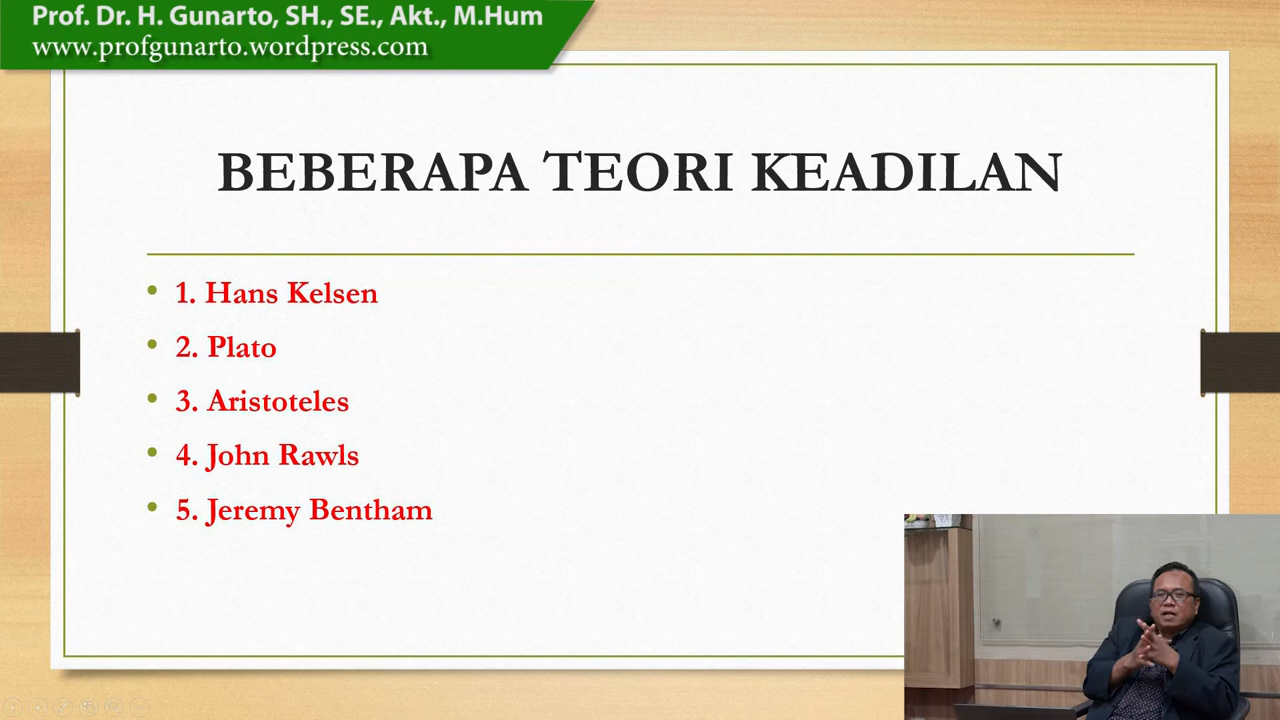 Prof. Dr. H. Gunarto, SH., SE., Akt., M.Hum
www.profgunarto.wordpress.com
BEBERAPA TEORI KEADILAN
• 1. Hans Kelsen
• 2. Plato
• 3. Aristoteles
• 4. John Rawls
• 5. Jeremy Bentham